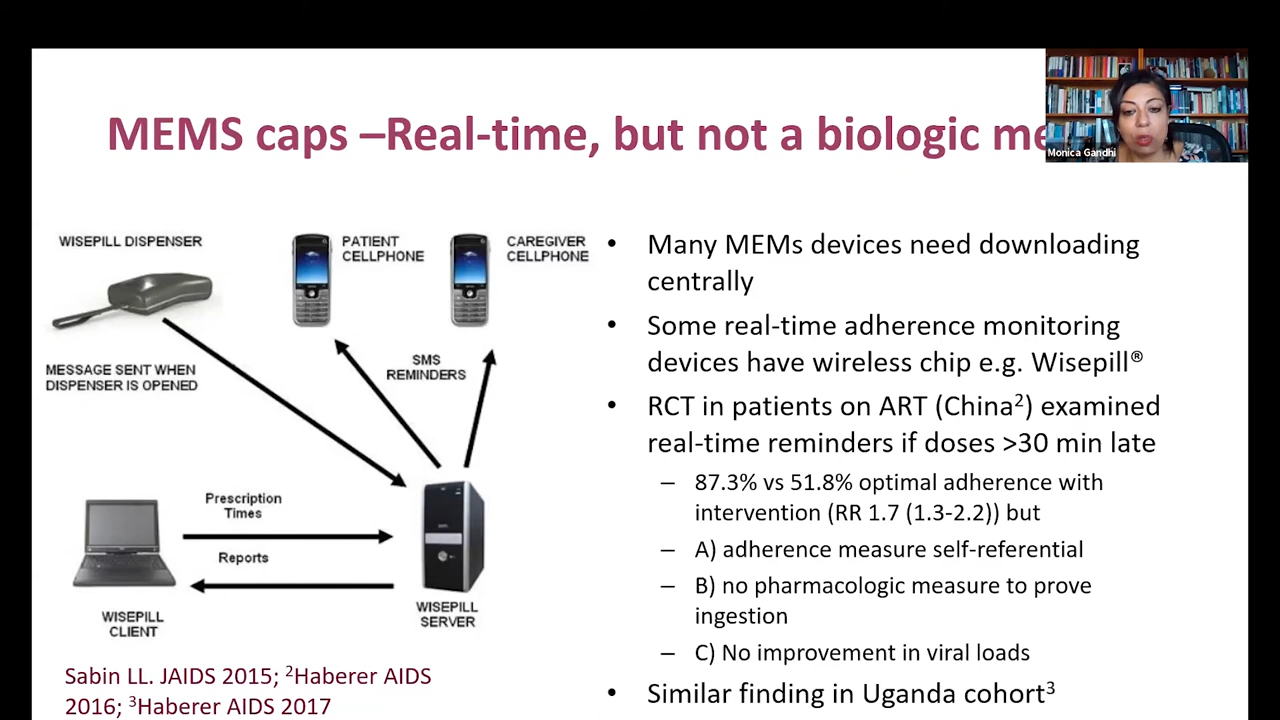 MEMS caps –Real-time, but not a biologic
Monica Gandhi
WISEPILL DISPENSER
PATIENT
CELLPHONE
CAREGIVER
CELLPHONE
MESSAGE SENT WHEN
DISPENSER IS OPENED
SMS
REMINDERS
Prescription
Times
Reports
WISEPILL
CLIENT
WISEPILL
SERVER
Sabin LL. JAIDS 2015; ²Haberer AIDS
2016; ³Haberer AIDS 2017
• Many MEMs devices need downloading
centrally
• Some real-time adherence monitoring
devices have wireless chip e.g. Wisepill®
• RCT in patients on ART (China²) examined
real-time reminders if doses >30 min late
– 87.3% vs 51.8% optimal adherence with
intervention (RR 1.7 (1.3-2.2)) but
– A) adherence measure self-referential
– B) no pharmacologic measure to prove
ingestion
– C) No improvement in viral loads
• Similar finding in Uganda cohort³